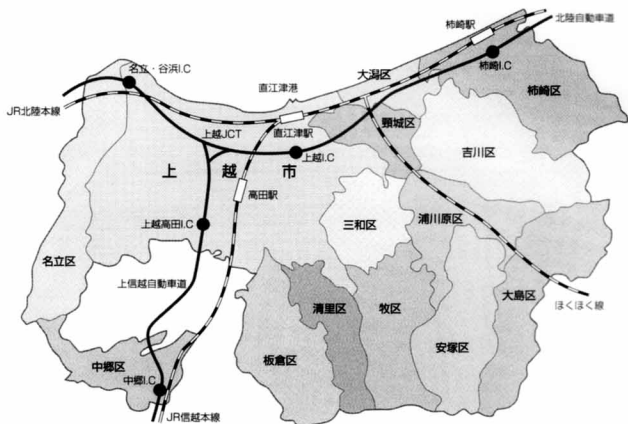 柿崎駅
北陸自動車道
大潟区
名立・谷浜I.C
直江津港
柿崎I.C
柿崎区
JR北陸本線
上越JCT
直江津駅
頸城区
上越I.C
吉川区
上越市
高田駅
上越高田I.C
三和区
浦川原区
名立区
上信越自動車道
大島区
ほくほく線
清里区
牧区
安塚区
板倉区
中郷区
中郷I.C
JR信越本線